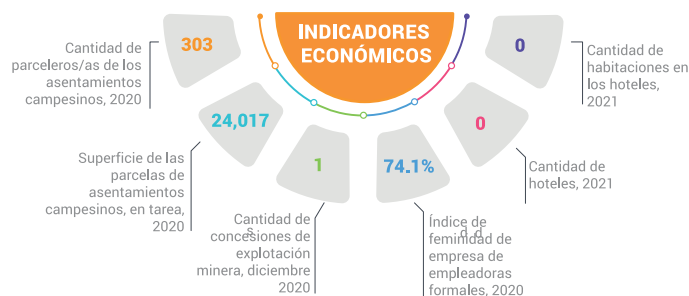 INDICADORES
ECONÓMICOS
303
Cantidad de
parceleros/as de los
asentamientos
campesinos, 2020
24,017
Superficie de las
parcelas de
asentamientos
campesinos, en tarea,
2020
1
Cantidad de
s
concesiones de
explotación
minera, diciembre
2020
74.1%
Índice de
d d
feminidad de
empresa de
empleadoras
formales, 2020
0
Cantidad de
hoteles, 2021
0
Cantidad de
habitaciones en
los hoteles,
2021